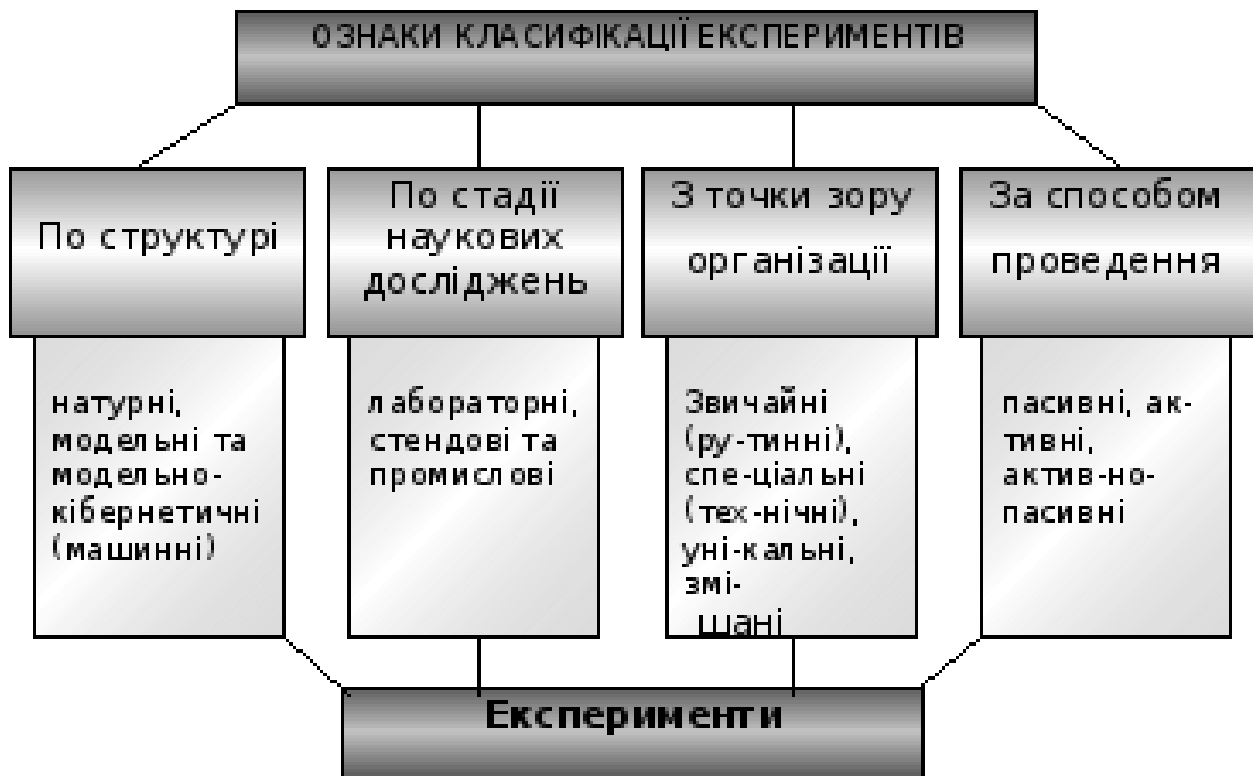 ОЗНАКИ КЛАСИФІКАЦІЇ ЕКСПЕРИМЕНТІВ
По структурі
По стадії
наукових
досліджень
З точки зору
організації
За способом
проведення
натурні,
модельні та
модельно-
кібернетичні
(машинні)
лабораторні,
стендові та
промислові
Звичайні
(ру-тинні),
спе-ціальні
(тех-нічні),
уні-кальні,
змі-
шані
пасивні, ак-
тивні,
актив-но-
пасивні
Експерименти